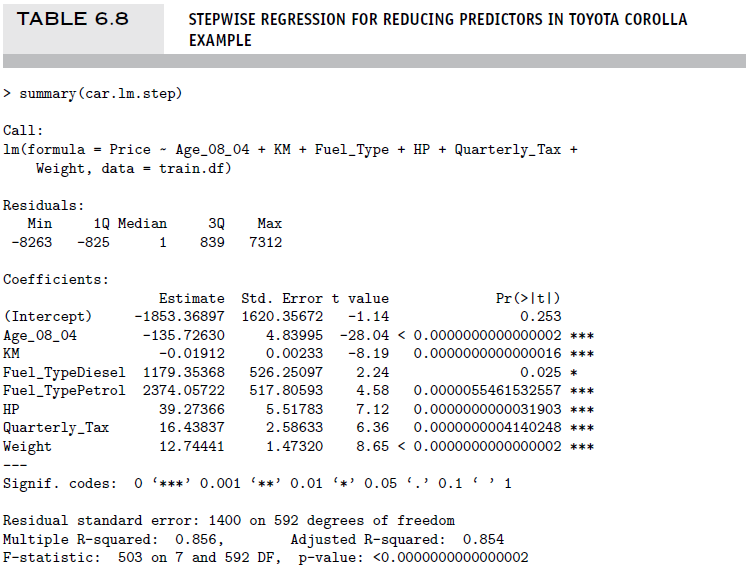 TABLE 6.8 STEPWISE REGRESSION FOR REDUCING PREDICTORS IN TOYOTA COROLLA
EXAMPLE
> summary(car.lm.step)
Call:
lm(formula = Price ~ Age_08_04 + KM + Fuel_Type + HP + Quarterly_Tax +
    Weight, data = train.df)
Residuals:
   Min     1Q Median     3Q    Max
 -8263   -825      1    839   7312
Coefficients:
                   Estimate  Std. Error t value             Pr(>|t|)
(Intercept)     -1853.36897  1620.35672   -1.14                0.253
Age_08_04        -135.72630     4.83995  -28.04 < 0.0000000000000002 ***
KM                 -0.01912     0.00233   -8.19   0.0000000000000016 ***
Fuel_TypeDiesel  1179.35368   526.25097    2.24                0.025 *
Fuel_TypePetrol  2374.05722   517.80593    4.58   0.0000055461532557 ***
HP                 39.27366     5.51783    7.12   0.0000000000031903 ***
Quarterly_Tax      16.43837     2.58633    6.36   0.0000000004140248 ***
Weight             12.74441     1.47320    8.65 < 0.0000000000000002 ***
---
Signif. codes:  0 ‘***’ 0.001 ‘**’ 0.01 ‘*’ 0.05 ‘.’ 0.1 ‘ ’ 1
Residual standard error: 1400 on 592 degrees of freedom
Multiple R-squared:  0.856,	Adjusted R-squared:  0.854
F-statistic:  503 on 7 and 592 DF,  p-value: <0.0000000000000002